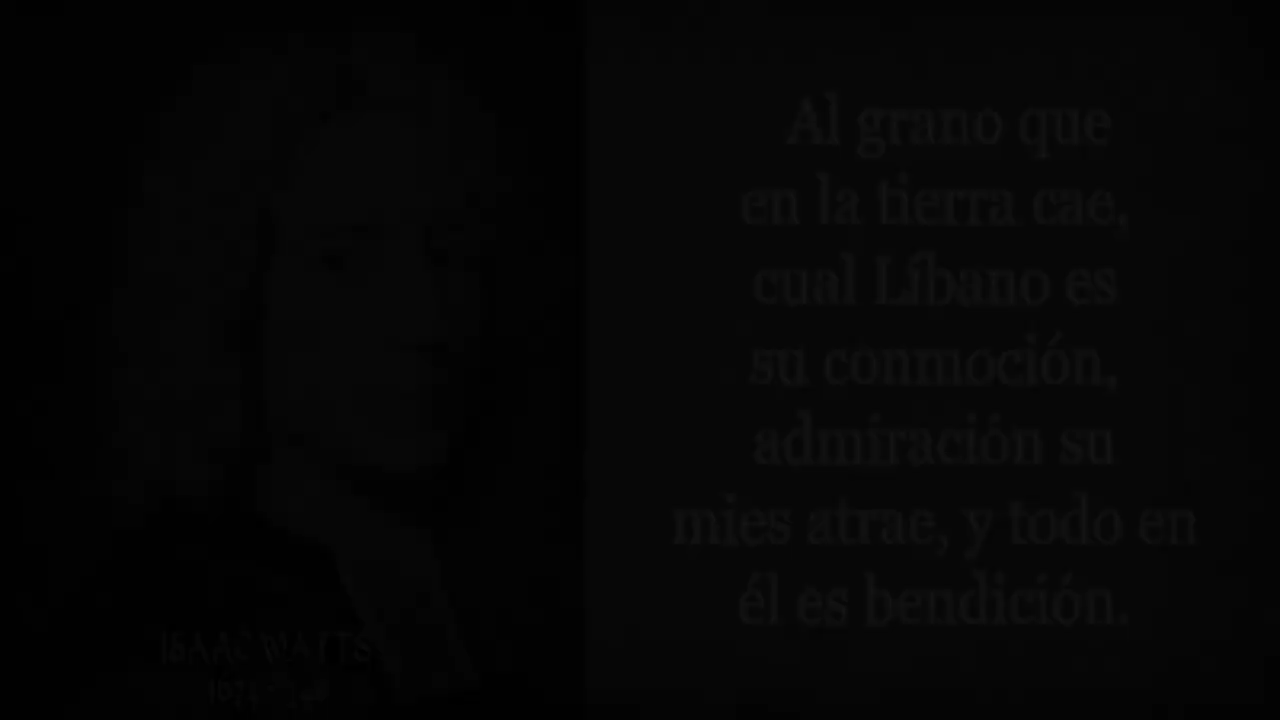 Al grano que
en la tierra cae,
cual Líbano es
su conmoción,
admiración su
mies atrae, y todo en
él es bendición.
ISAAC WATTS